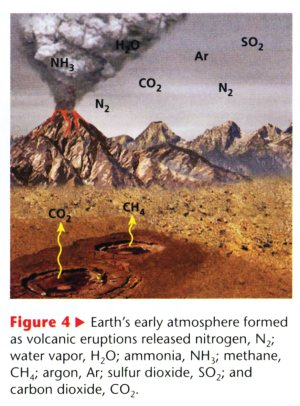 H₂O
SO₂
NH₃
Ar
CO₂
N₂
N₂
CO₂
CH₄
Figure 4 ▶ Earth's early atmosphere formed
as volcanic eruptions released nitrogen, N₂;
water vapor, H₂O; ammonia, NH₃; methane,
CH₄; argon, Ar; sulfur dioxide, SO₂; and
carbon dioxide, CO₂.